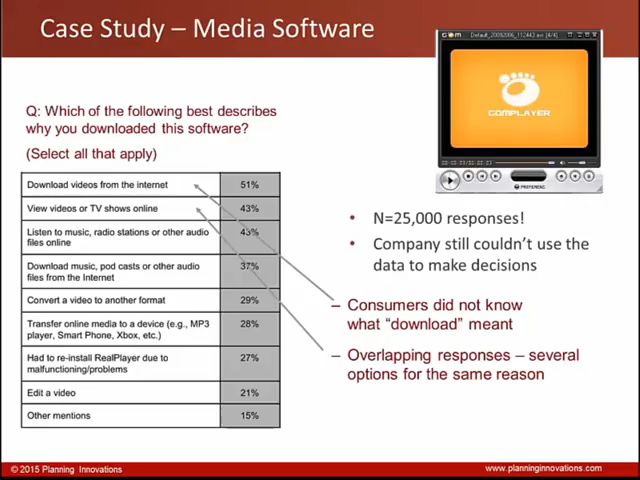 Case Study – Media Software
Q: Which of the following best describes
why you downloaded this software?
(Select all that apply)
Download videos from the internet 51%
View videos or TV shows online 43%
Listen to music, radio stations or other audio
files online 43%
Download music, pod casts or other audio
files from the Internet 37%
Convert a video to another format 29%
Transfer online media to a device (e.g., MP3
player, Smart Phone, Xbox, etc.) 28%
Had to re-install RealPlayer due to
malfunctioning/problems 27%
Edit a video 21%
Other mentions 15%
GOMPLAYER
• N=25,000 responses!
• Company still couldn’t use the
data to make decisions
– Consumers did not know
what “download” meant
– Overlapping responses – several
options for the same reason
© 2015 Planning Innovations
www.planninginnovations.com